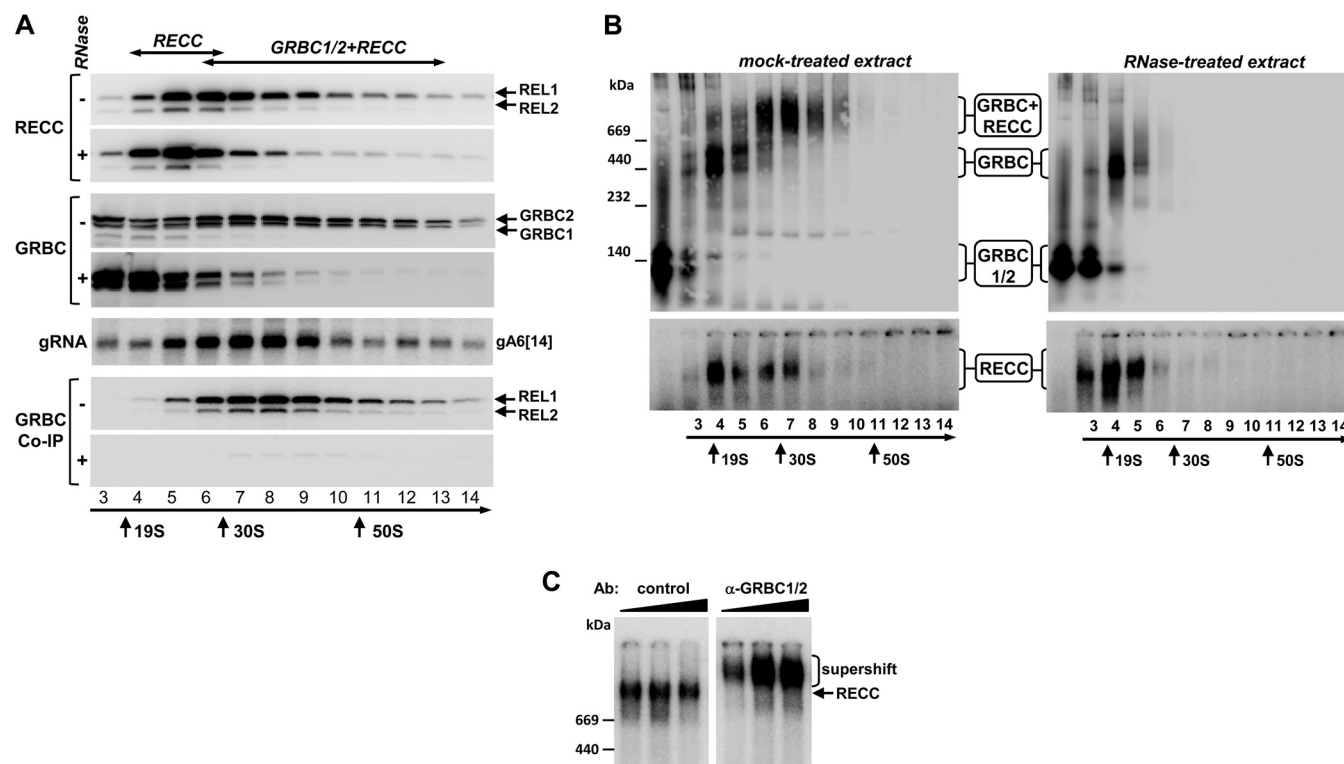 A
RNase
RECC
GRBC1/2+RECC
RECC
-
REL1
REL2
+
GRBC
-
GRBC2
GRBC1
+
gRNA
gA6[14]
GRBC
Co-IP
-
REL1
REL2
+
3 4 5 6 7 8 9 10 11 12 13 14
19S 30S 50S
B
mock-treated extract
RNase-treated extract
kDa
669
440
232
140
GRBC+
RECC
GRBC
GRBC
1/2
RECC
3 4 5 6 7 8 9 10 11 12 13 14
19S 30S 50S
3 4 5 6 7 8 9 10 11 12 13 14
19S 30S 50S
C
Ab: control α-GRBC1/2
kDa
669
440
supershift
RECC